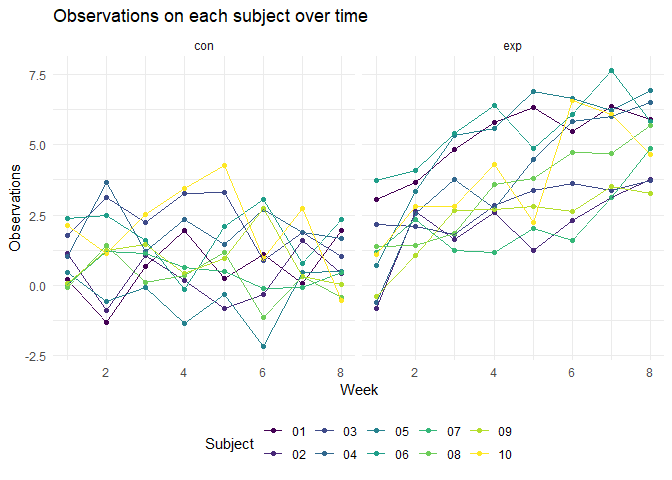 Observations on each subject over time
con exp
7.5
5.0
2.5
0.0
-2.5
Observations
2 4 6 8 2 4 6 8
Week
Subject
01 03 05 07 09
02 04 06 08 10